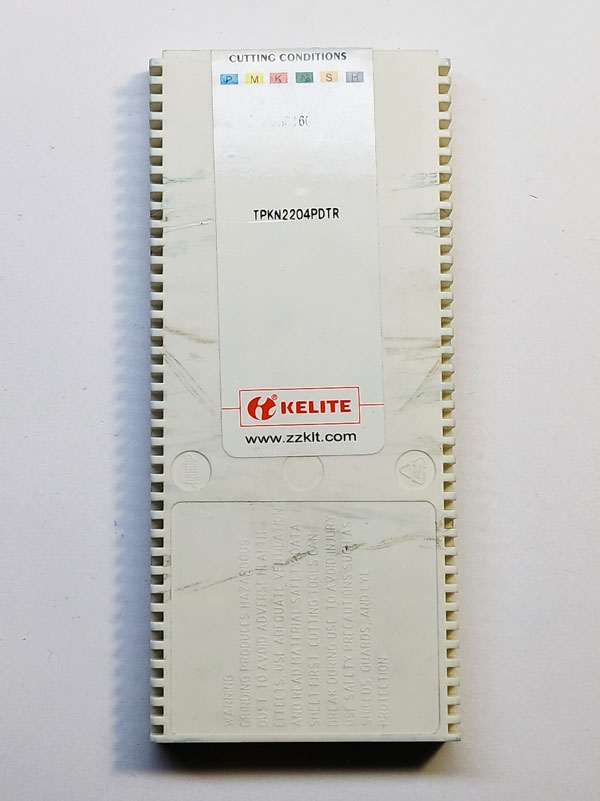 CUTTING CONDITIONS
P M K N S H
TPKN2204PDTR
KELITE
www.zzklt.com
WARNING
GRINDING PRODUCES HAZARDOUS
DUST TO AVOID ADVERSE HEALTH
EFFECTS, USE ADEQUATE VENTILATION
AND READ MATERIAL SAFETY DATA
SHEET FIRST CUTTING TOOLS CAN
BREAK DURING USE TO AVOID INJURY
USE SAFETY PRECAUTIONS SUCH AS
SHIELDS, GUARDS, AND EYE
PROTECTION